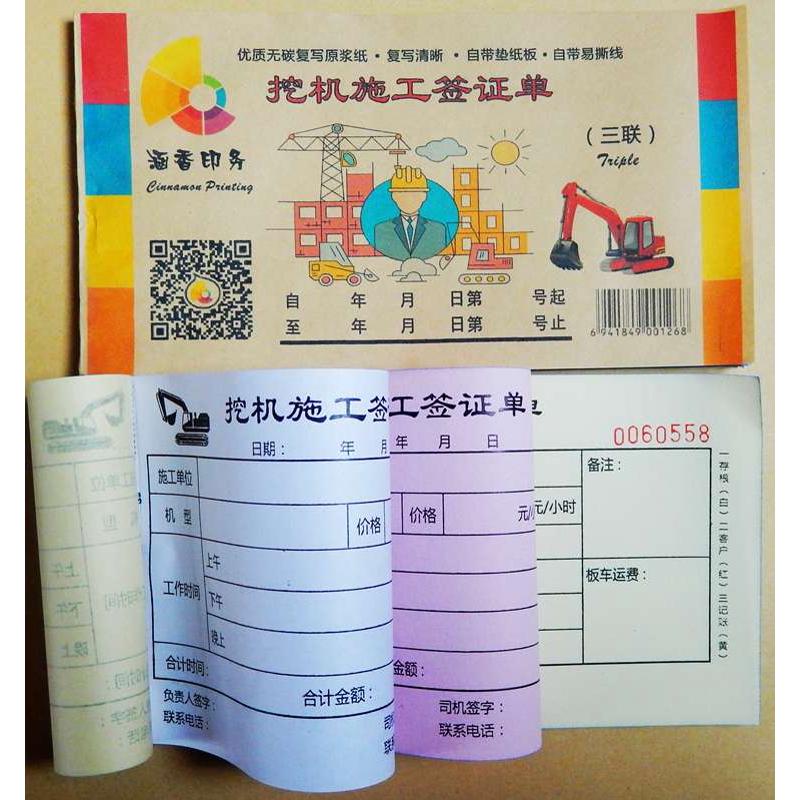 优质无碳复写原浆纸·复写清晰·自带垫纸板·自带易撕线
挖机施工签证单
(三联)
Triple
涵香印务
Cinnamon Printing
自 年 月 日第 号起
至 年 月 日第 号止
6 941849 001268
挖机施工签
工签证单
0060558
日期: 年 月
年 月 日
施工单位
备注:
机 型
价格
价格
元/
元/小时
工作时间
上午
下午
晚上
板车运费:
合计时间:
合计金额:
金额:
负责人签字:
司机
司机签字:
联系电话:
联系
联系电话:
一存根(白)二客户(红)三记账(黄)